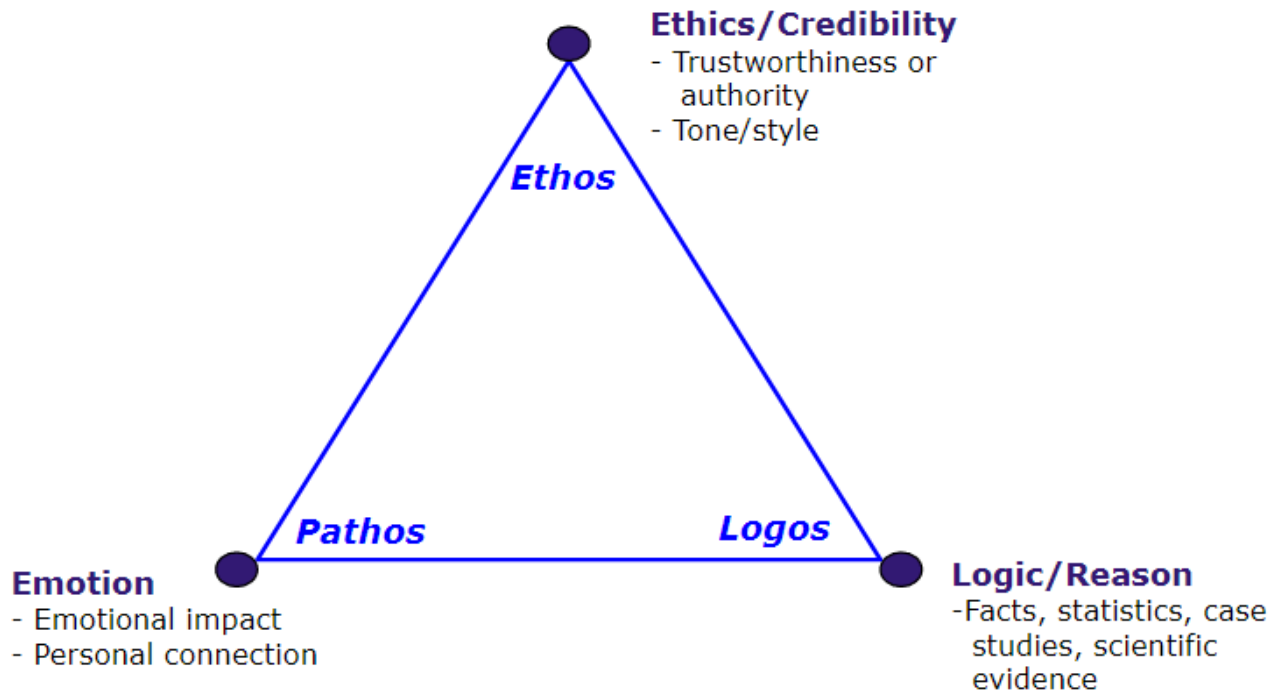 Ethics/Credibility
- Trustworthiness or
authority
- Tone/style
Ethos
Pathos
Logos
Emotion
- Emotional impact
- Personal connection
Logic/Reason
-Facts, statistics, case
studies, scientific
evidence